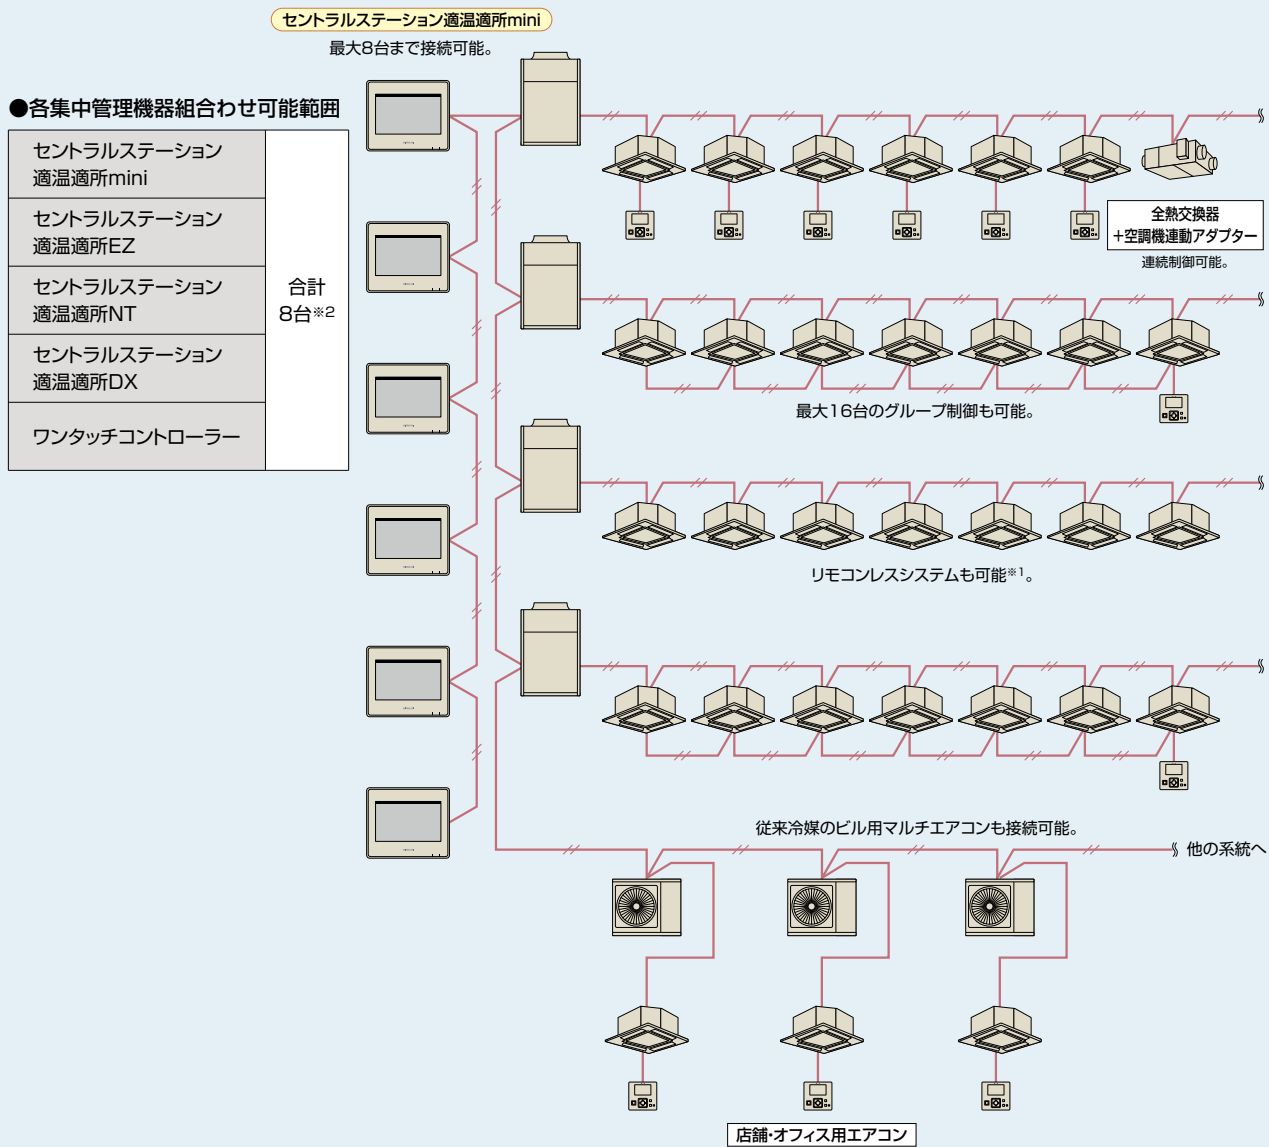 セントラルステーション適温適所mini
最大8台まで接続可能。
●各集中管理機器組合わせ可能範囲
セントラルステーション
適温適所mini
セントラルステーション
適温適所EZ
セントラルステーション
適温適所NT
セントラルステーション
適温適所DX
ワンタッチコントローラー
合計
8台※2
全熱交換器
+空調機連動アダプター
連続制御可能。
最大16台のグループ制御も可能。
リモコンレスシステムも可能※1。
従来冷媒のビル用マルチエアコンも接続可能。
他の系統へ
店舗・オフィス用エアコン